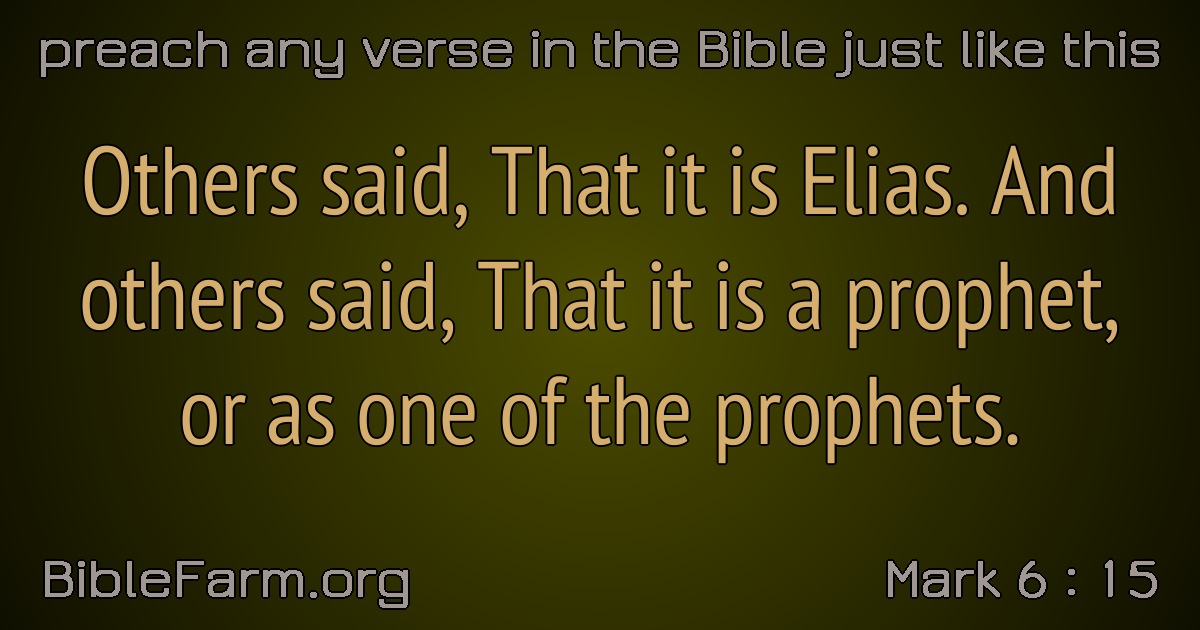 preach any verse in the Bible just like this
Others said, That it is Elias. And
others said, That it is a prophet,
or as one of the prophets.
BibleFarm.org
Mark 6 : 15